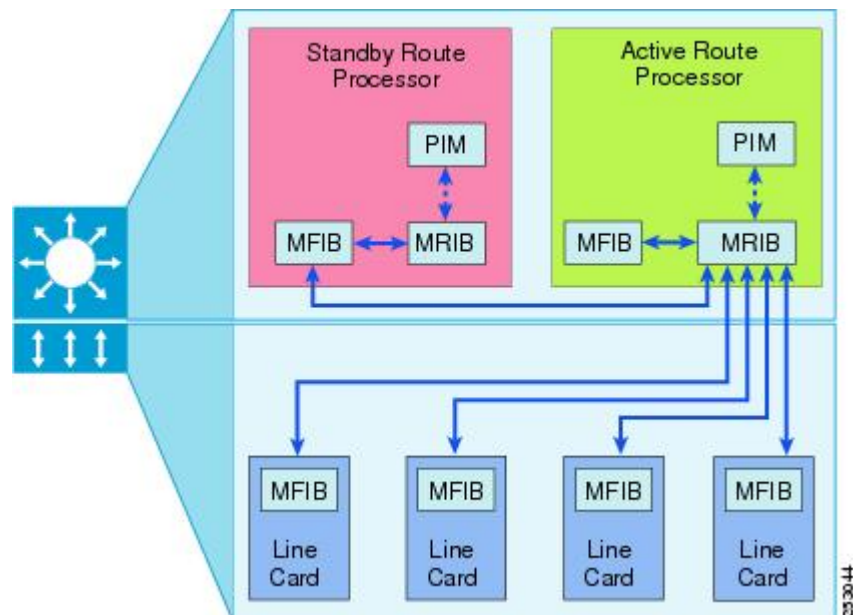 Standby Route
Processor
PIM
MFIB
MRIB
Active Route
Processor
PIM
MFIB
MRIB
MFIB
Line
Card
MFIB
Line
Card
MFIB
Line
Card
MFIB
Line
Card